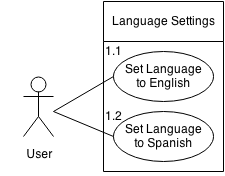 Language Settings
1.1
Set Language
to English
1.2
Set Language
to Spanish
User